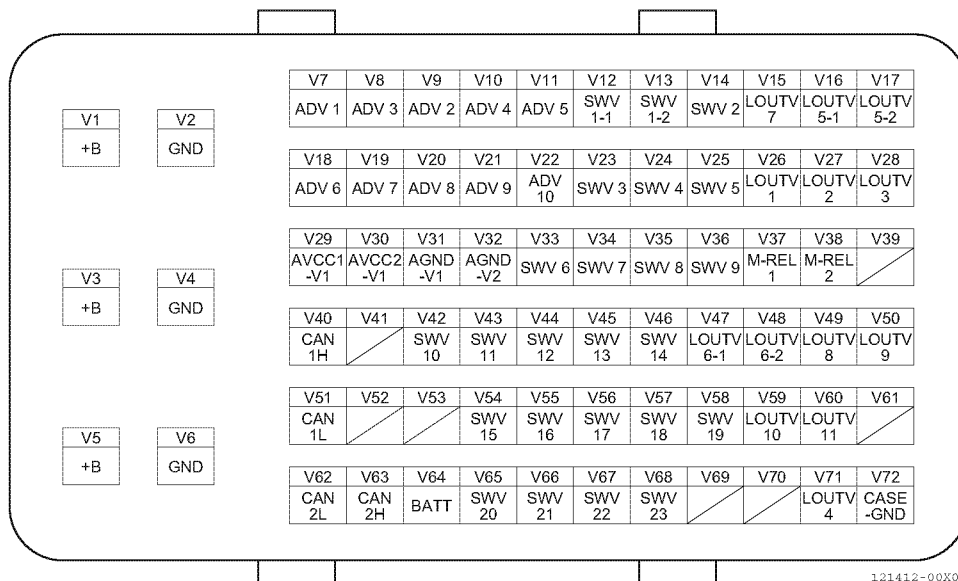 V7 V8 V9 V10 V11 V12 V13 V14 V15 V16 V17
ADV 1 ADV 3 ADV 2 ADV 4 ADV 5 SWV 1-1 SWV 1-2 SWV 2 LOUTV 7 LOUTV 5-1 LOUTV 5-2
V1 V2
+B GND
V18 V19 V20 V21 V22 V23 V24 V25 V26 V27 V28
ADV 6 ADV 7 ADV 8 ADV 9 ADV 10 SWV 3 SWV 4 SWV 5 LOUTV 1 LOUTV 2 LOUTV 3
V29 V30 V31 V32 V33 V34 V35 V36 V37 V38 V39
AVCC1 -V1 AVCC2 -V1 AGND -V1 AGND -V2 SWV 6 SWV 7 SWV 8 SWV 9 M-REL 1 M-REL 2
V3 V4
+B GND
V40 V41 V42 V43 V44 V45 V46 V47 V48 V49 V50
CAN 1H SWV 10 SWV 11 SWV 12 SWV 13 SWV 14 LOUTV 6-1 LOUTV 6-2 LOUTV 8 LOUTV 9
V51 V52 V53 V54 V55 V56 V57 V58 V59 V60 V61
CAN 1L SWV 15 SWV 16 SWV 17 SWV 18 SWV 19 LOUTV 10 LOUTV 11
V5 V6
+B GND
V62 V63 V64 V65 V66 V67 V68 V69 V70 V71 V72
CAN 2L CAN 2H BATT SWV 20 SWV 21 SWV 22 SWV 23 LOUTV 4 CASE -GND
121412-00X0